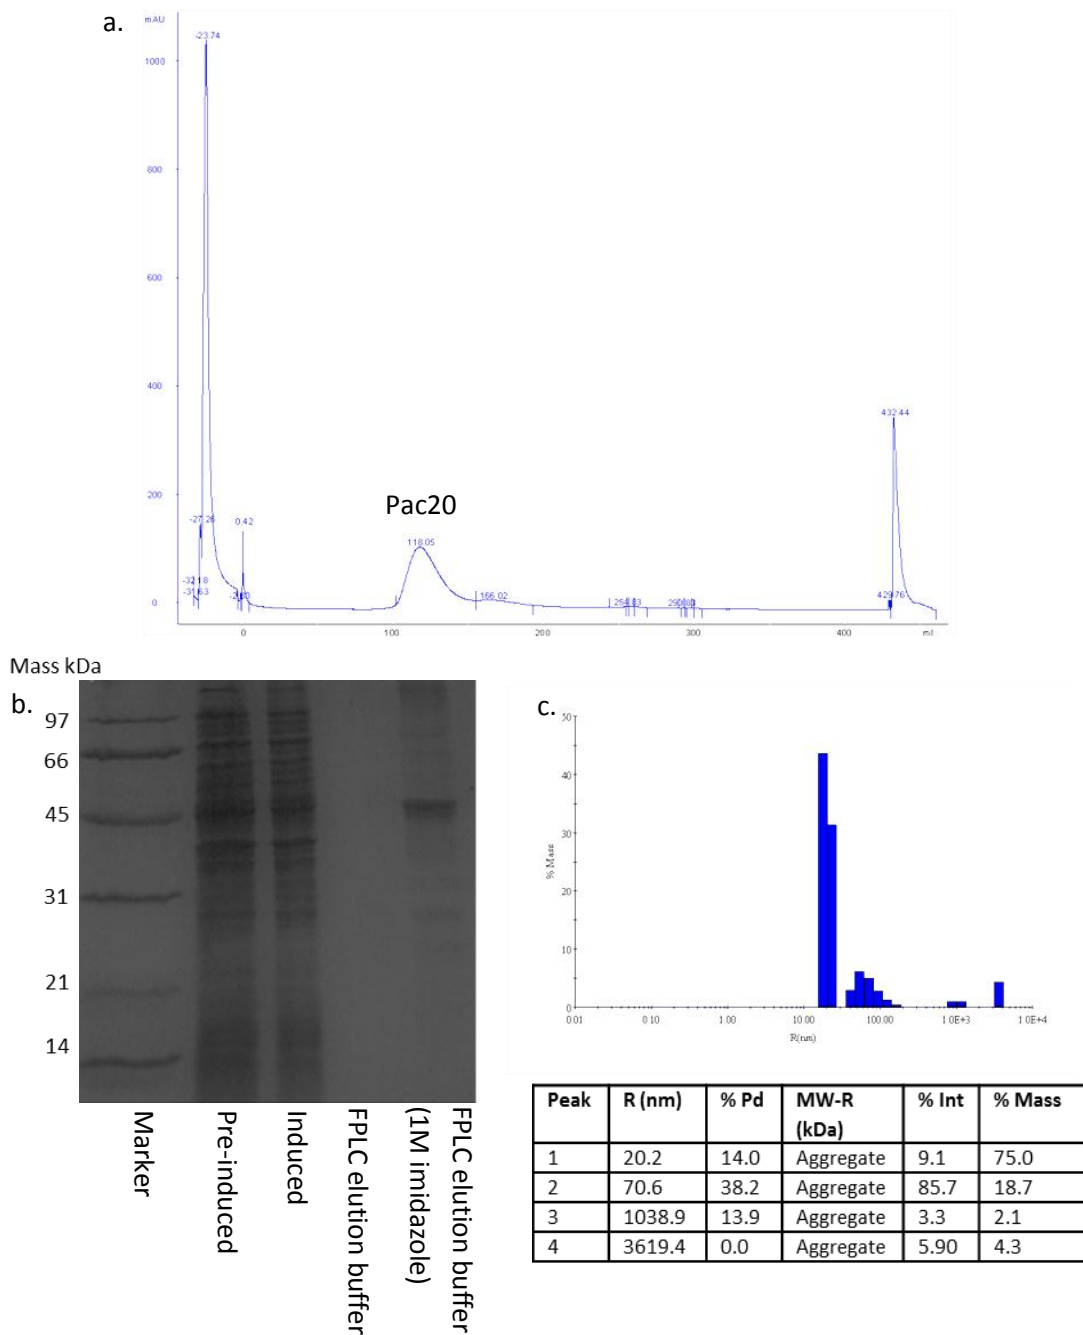 a.
mAU
-23.74
1000
800
600
400
200
0
-27.26
0.42
-32.18
-31.63
Pac20
118.05
166.02
432.44
429.76
0
100
200
300
400
ml
Mass kDa
b.
97
66
45
31
21
14
Marker
Pre-induced
Induced
FPLC elution buffer
FPLC elution buffer
(1M imidazole)
c.
50
40
30
20
10
0
% Mass
0.01
0.10
1.00
10.00
100.00
1.0E+3
1.0E+4
R(nm)
Peak R (nm) % Pd MW-R (kDa) % Int % Mass
1 20.2 14.0 Aggregate 9.1 75.0
2 70.6 38.2 Aggregate 85.7 18.7
3 1038.9 13.9 Aggregate 3.3 2.1
4 3619.4 0.0 Aggregate 5.90 4.3